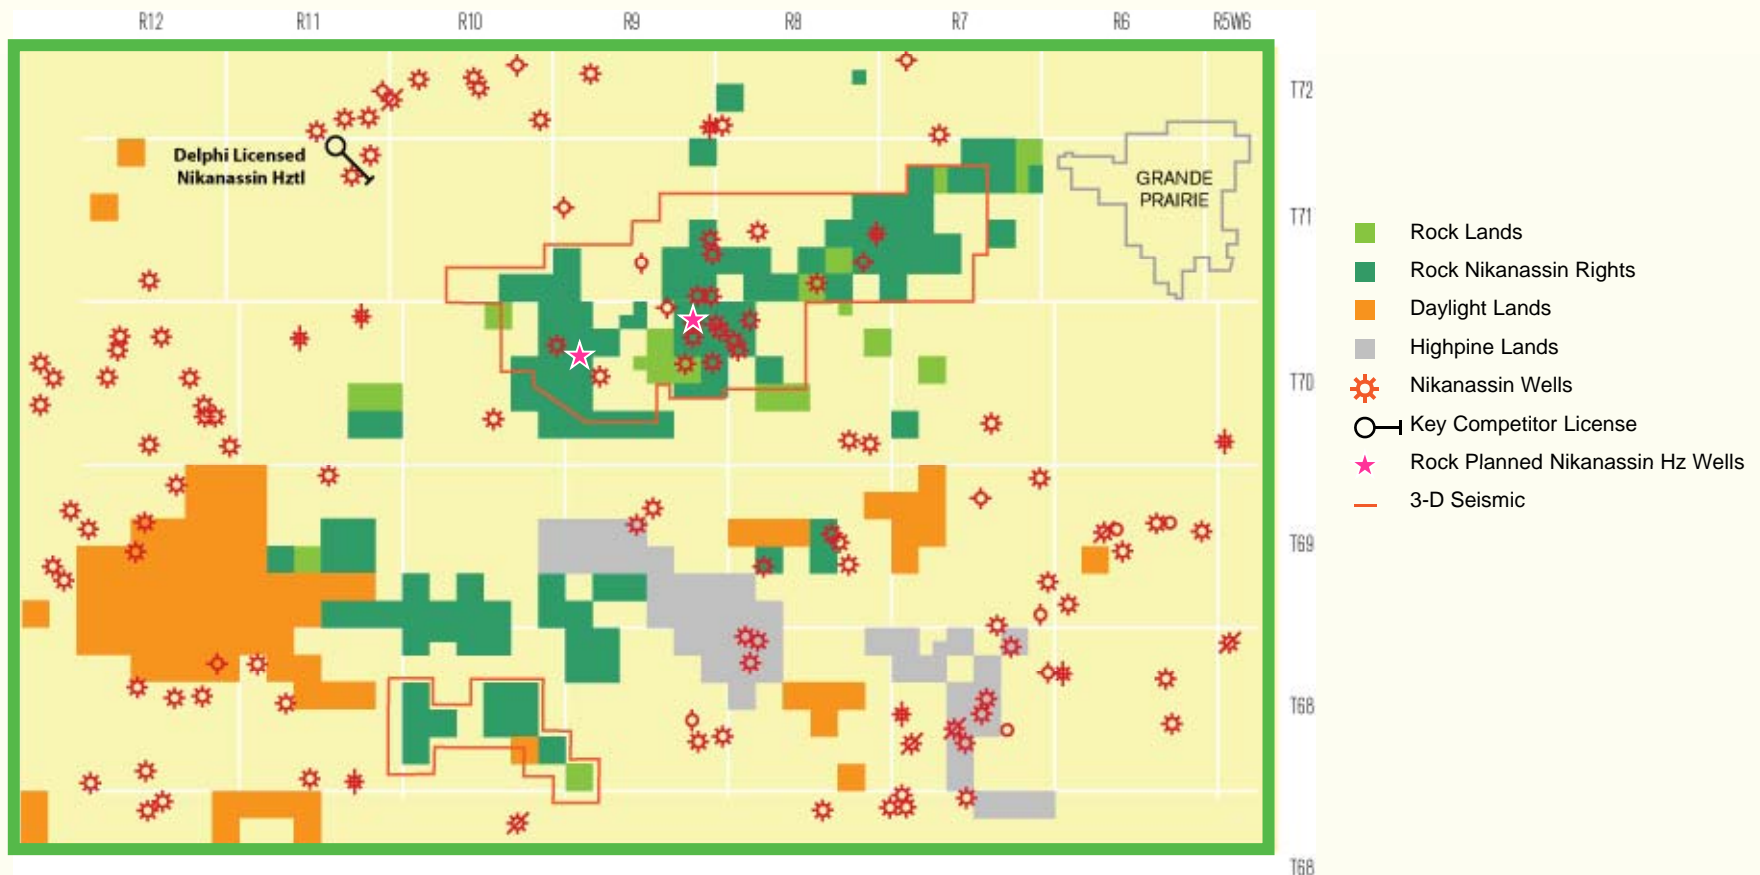 R12 R11 R10 R9 R8 R7 R6 R5W6
T72
Delphi Licensed
Nikanassin Hztl
GRANDE
PRAIRIE
T71
T70
T69
T68
T68
Rock Lands
Rock Nikanassin Rights
Daylight Lands
Highpine Lands
Nikanassin Wells
Key Competitor License
Rock Planned Nikanassin Hz Wells
3-D Seismic